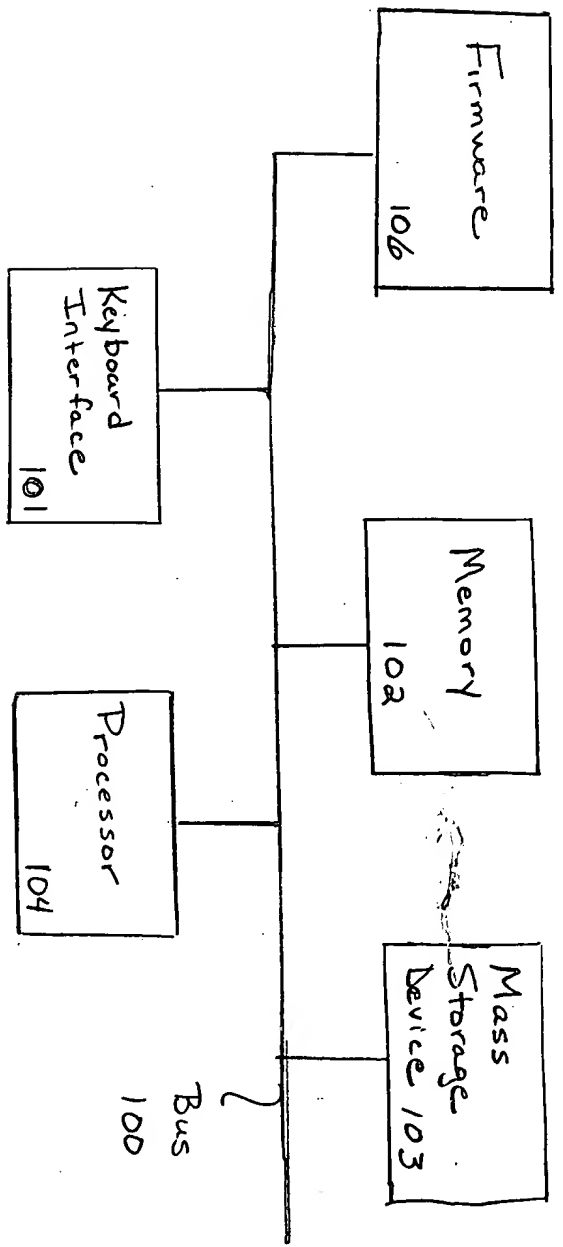 Firmware
106
Memory
102
Mass
Storage
Device 103
Keyboard
Interface
101
Processor
104
Bus
100